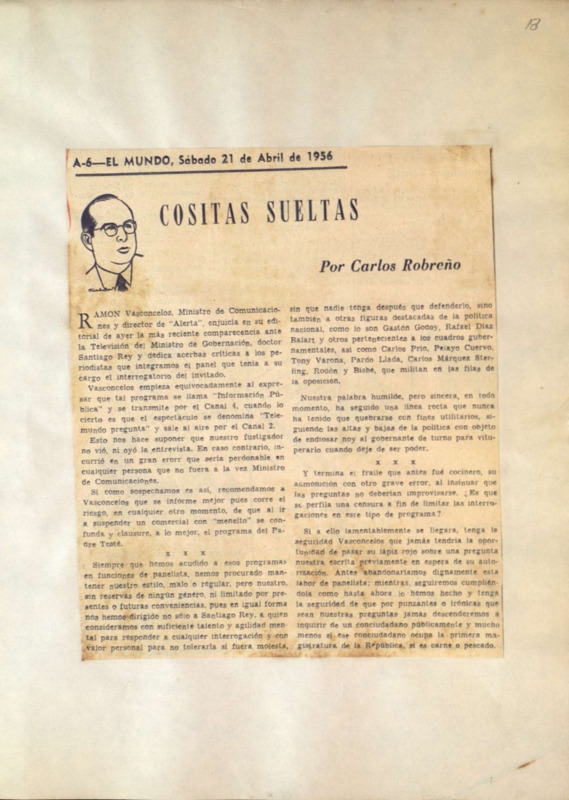 13
A-6—EL MUNDO, Sábado 21 de Abril de 1956
COSITAS SUELTAS
Por Carlos Robreño
RAMON Vasconcelos, Ministro de Comunicacio-
nes y director de "Alerta", enjuicia en su edi-
torial de ayer la más reciente comparecencia ante
la Televisión del Ministro de Gobernación, doctor
Santiago Rey y dedica acerbas críticas a los pe-
riodistas que integramos el panel que tenía a su
cargo el interrogatorio del invitado.
Vasconcelos empieza equivocadamente al expre-
sar que tal programa se llama "Información Pú-
blica" y se transmite por el Canal 4, cuando lo
cierto es que el espectáculo se denomina "Tele-
mundo pregunta" y sale al aire por el Canal 2.
Esto nos hace suponer que nuestro fustigador
no vió, ni oyó la entrevista. En caso contrario, in-
currió en un gran erorr que sería perdonable en
cualquier persona que no fuera a la vez Ministro
de Comunicaciones.
Si como sospechamos es así, recomendamos a
Vasconcelos que se informe mejor pues corre el
riesgo, en cualquier otro momento, de que al ir
a suspender un comercial con "meneíto" se con-
funda y clausure, a lo mejor, el programa del Pa-
dre Testé.
x x x
Siempre que hemos acudido a esos programas
en funciones de panelista, hemos procurado man-
tener nuestro estilo, malo o regular, pero nuestro,
sin reservas de ningún género, ni limitado por pre-
sentes o futuras conveniencias, pues en igual forma
nos hemos dirigido no sólo a Santiago Rey, a quien
consideramos con suficiente talento y agilidad men-
tal para responder a cualquier interrogación y con
valor personal para no tolerarla si fuera molesta,
sin que nadie tenga después que defenderlo, sino
también a otras figuras destacadas de la política
nacional, como lo son Gastón Godoy, Rafael Díaz
Balart y otros pertenecientes a los cuadros guber-
namentales, así como Carlos Prío, Pelayo Cuervo,
Tony Varona, Pardo Llada, Carlos Márquez Ster-
ling, Rodón y Bisbé, que militan en las filas de
la oposición.
Nuestra palabra humilde, pero sincera, en todo
momento, ha seguido una línea recta que nunca
ha tenido que quebrarse con fines utilitarios, si-
guiendo las altas y bajas de la política con objeto
de endiosar hoy al gobernante de turno para vitu-
perarlo cuando deje de ser poder.
x x x
Y termina el fraile que antes fué cocinero, su
admonición con otro grave error, al insinuar que
las preguntas no deberían improvisarse. ¿Es que
se perfila una censura a fin de limitar las interro-
gaciones en este tipo de programa?
Si a ello lamentablemente se llegara, tenga la
seguridad Vasconcelos que jamás tendría la opor-
tunidad de pasar su lápiz rojo sobre una pregunta
nuestra escrita previamente en espera de su auto-
rización. Antes abandonaríamos dignamente esta
labor de panelista; mientras, seguiremos cumplién-
dola como hasta ahora lo hemos hecho y tenga
la seguridad de que por punzantes o irónicas que
sean nuestras preguntas jamás descenderemos a
inquirir de un conciudadano públicamente y mucho
menos si ese conciudadano ocupa la primera ma-
gistratura de la República, si es carne o pescado.